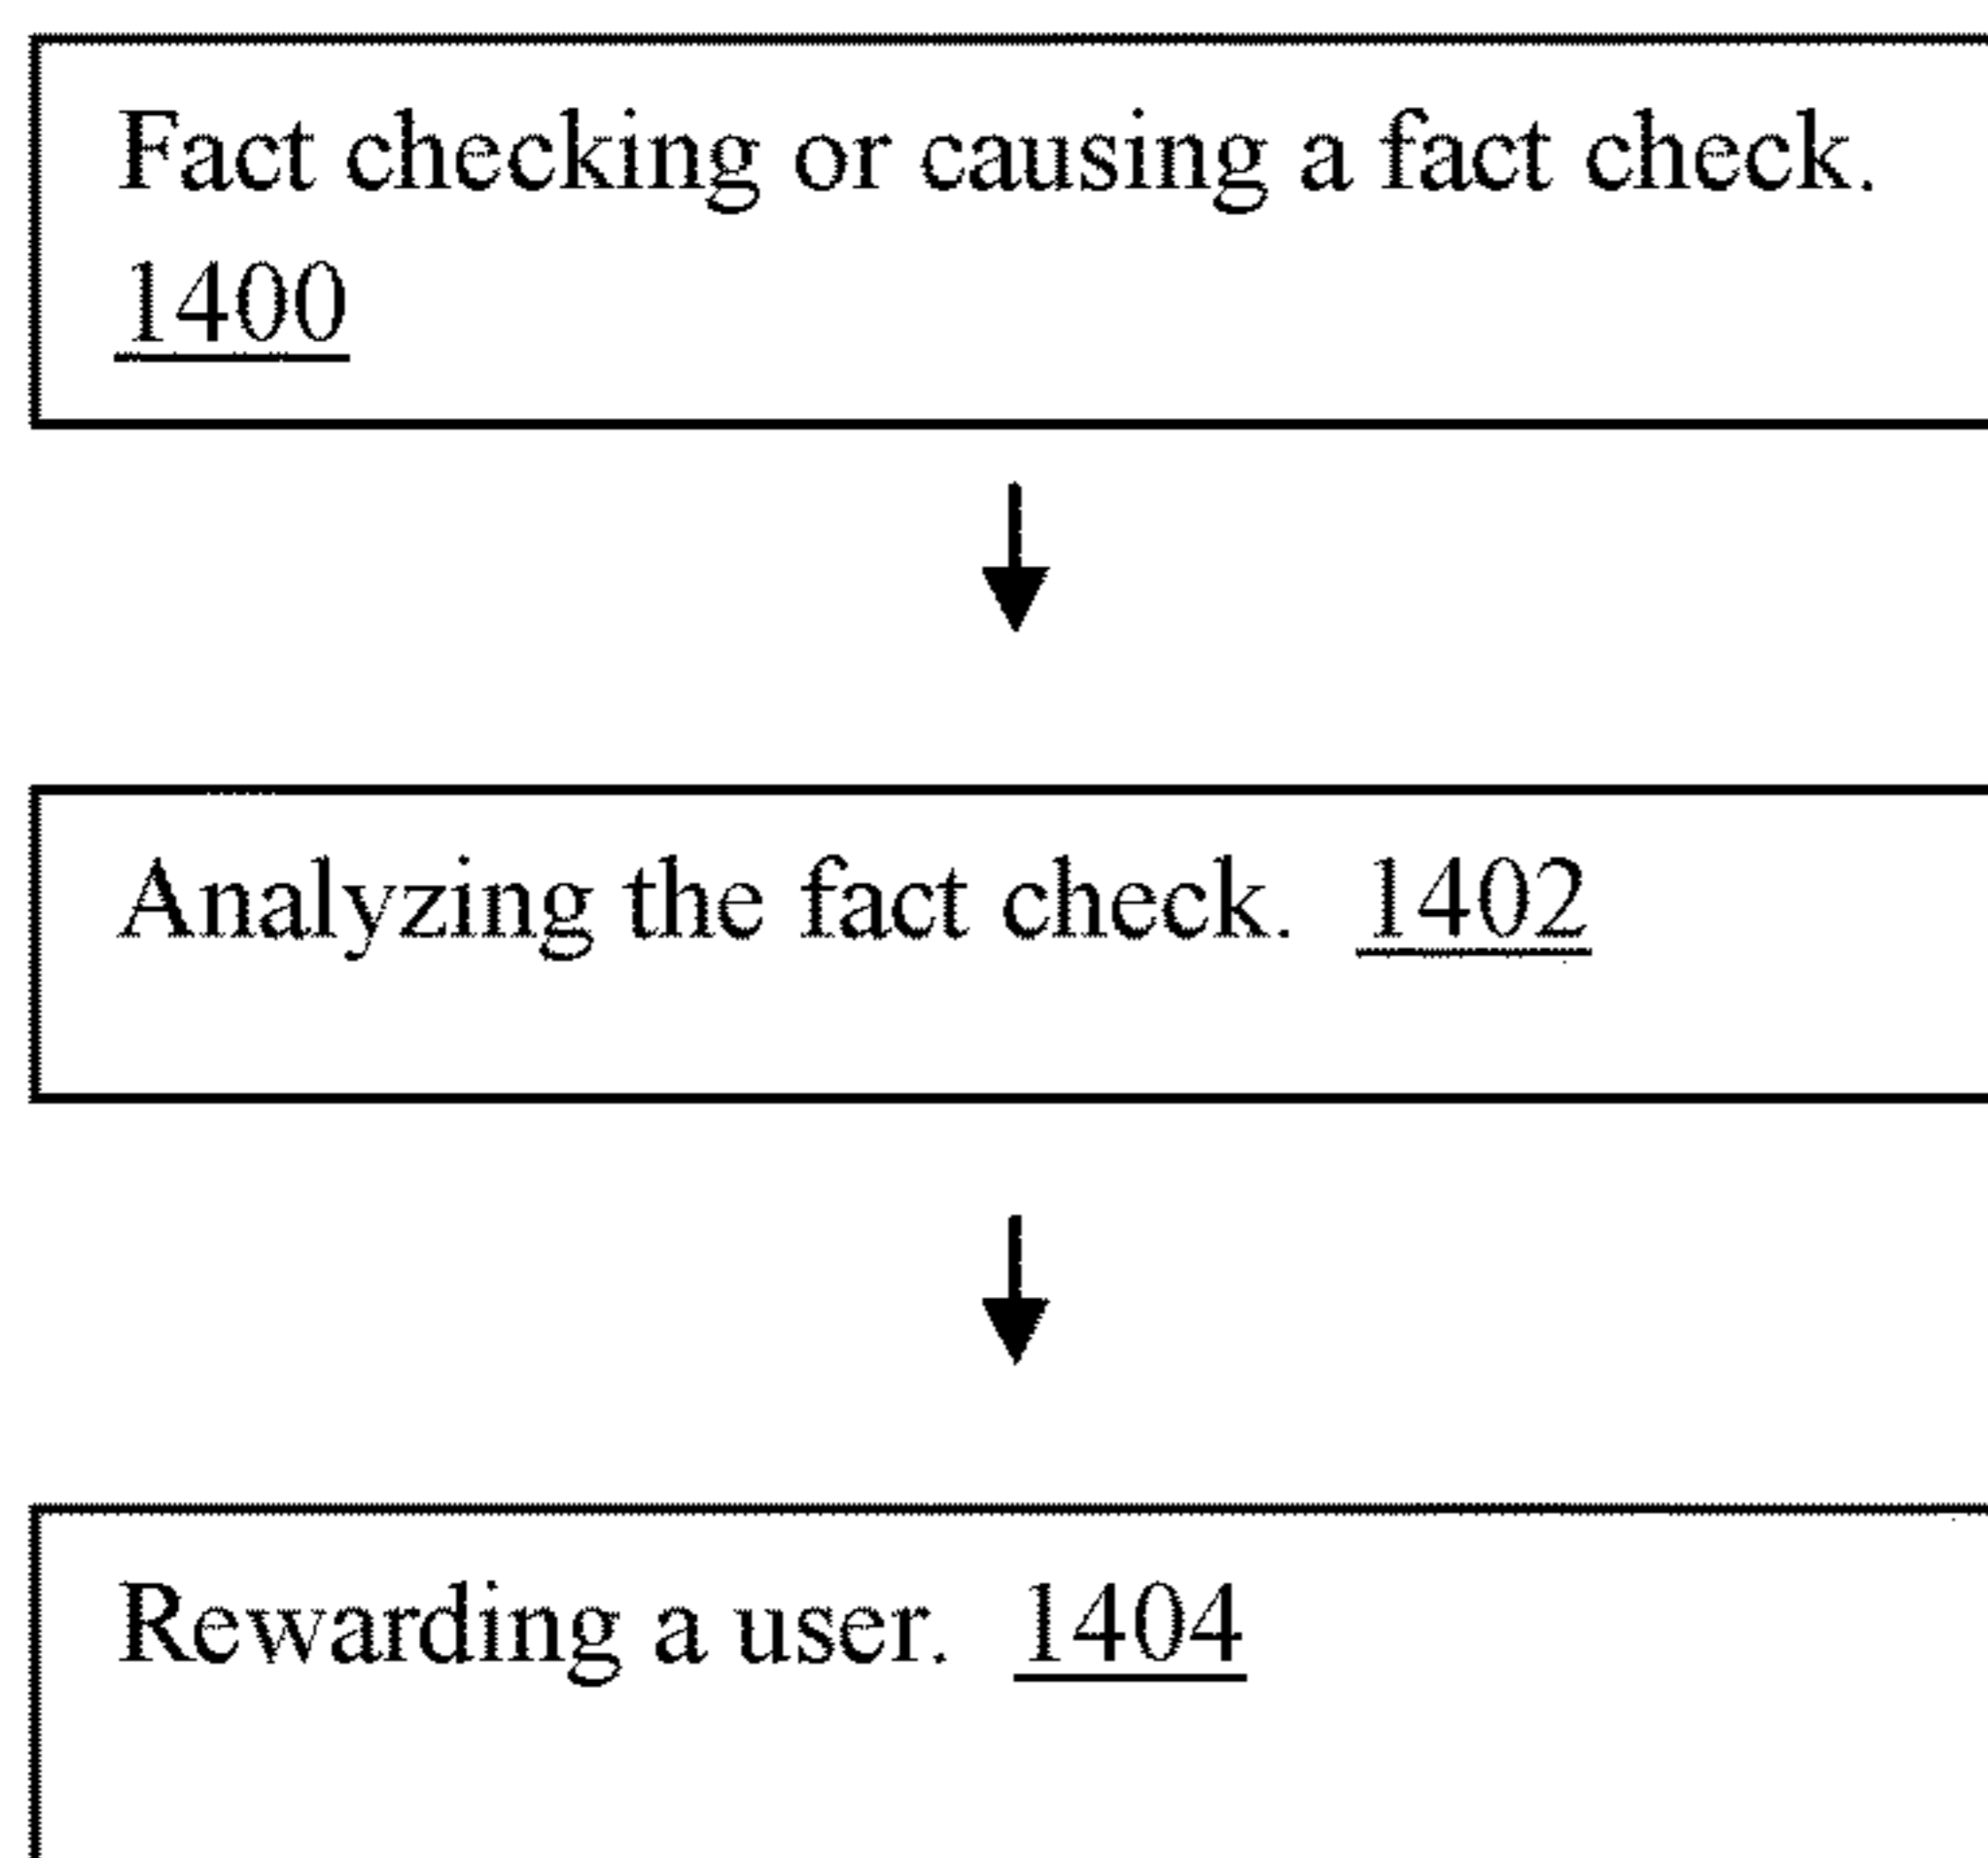 Fact checking or causing a fact check.
1400
Analyzing the fact check. 1402
Rewarding a user. 1404